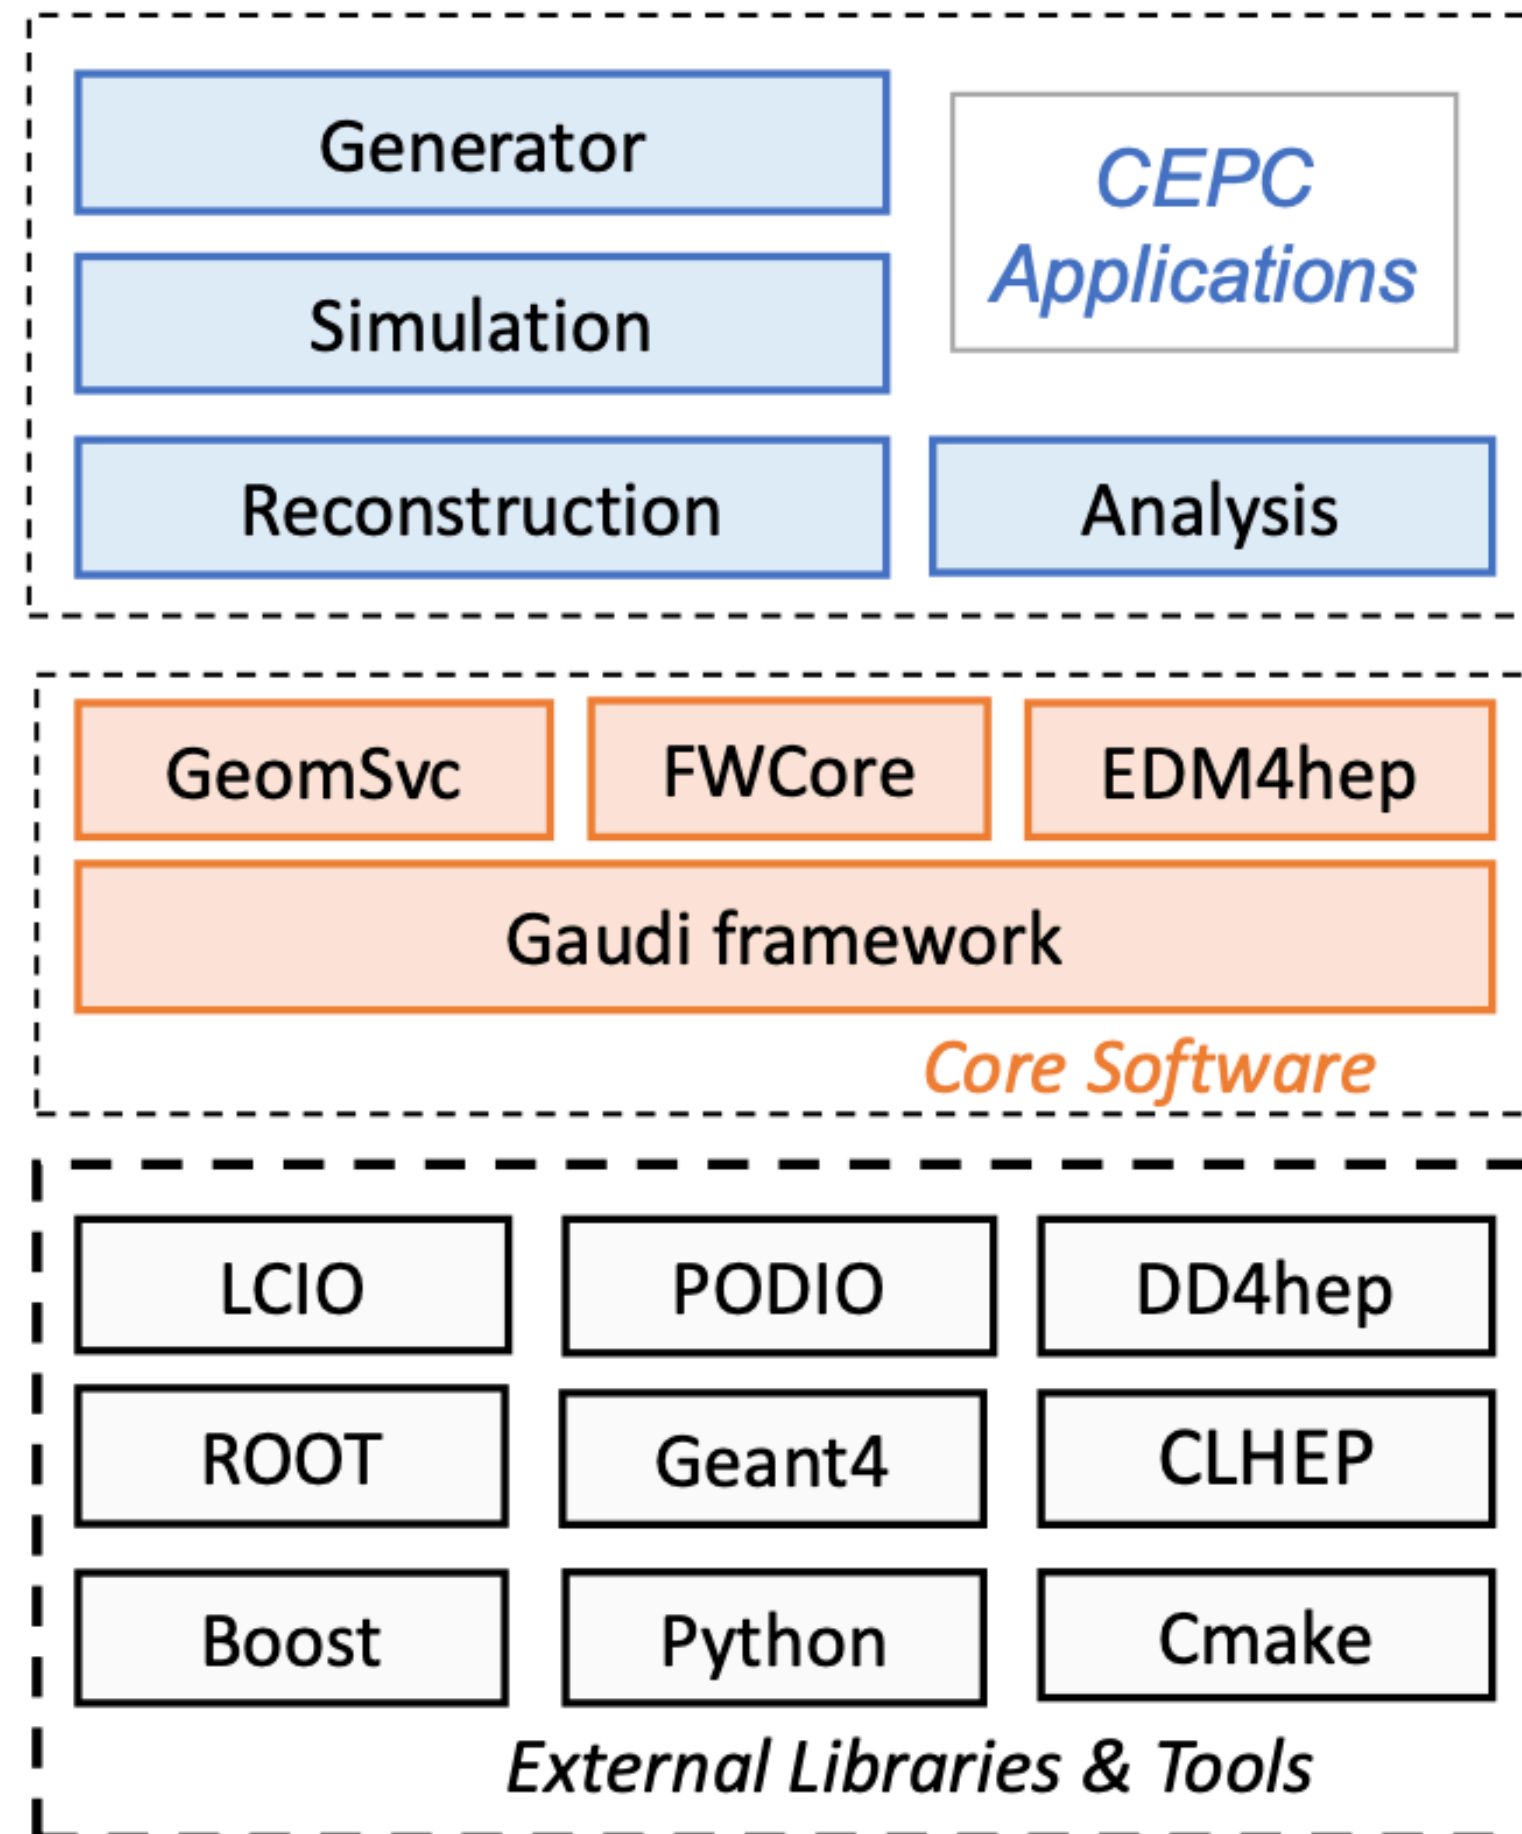 Generator
CEPC
Applications
Simulation
Reconstruction
Analysis
GeomSvc
FWCore
EDM4hep
Gaudi framework
Core Software
LCIO
PODIO
DD4hep
ROOT
Geant4
CLHEP
Boost
Python
Cmake
External Libraries & Tools